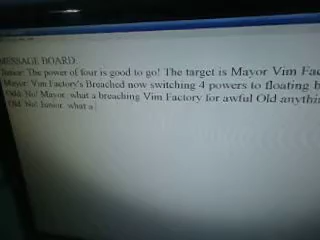 MESSAGE BOARD
Junior: The power of four is good to go! The target is Mayor Vim Fac
Mayor: Vim Factory's Breached now switching 4 powers to floating b
Odd: No! Mayor, what a breaching Vim Factory for awful Old anythi
Old: No! Junior, what a